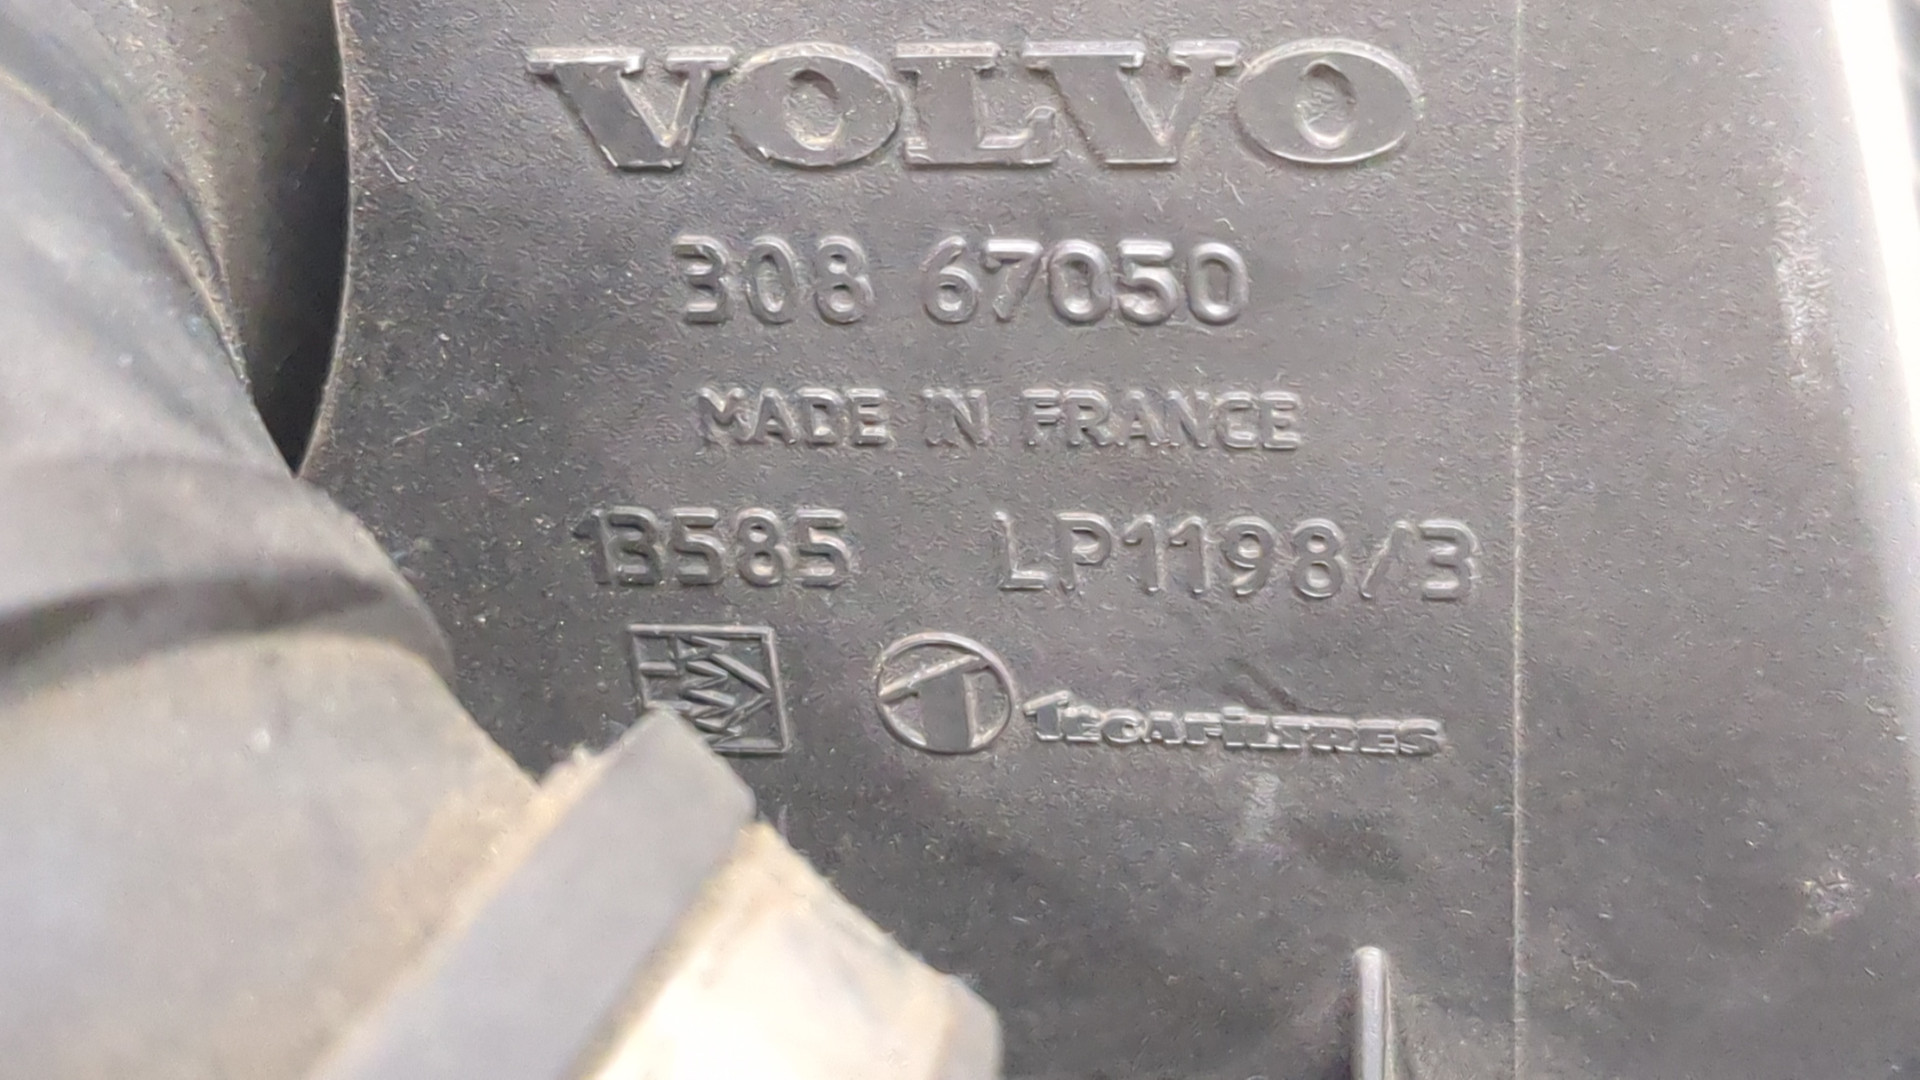 VOLVO
308 67050
MADE IN FRANCE
13585 LP1198/3
TECAFILTRES